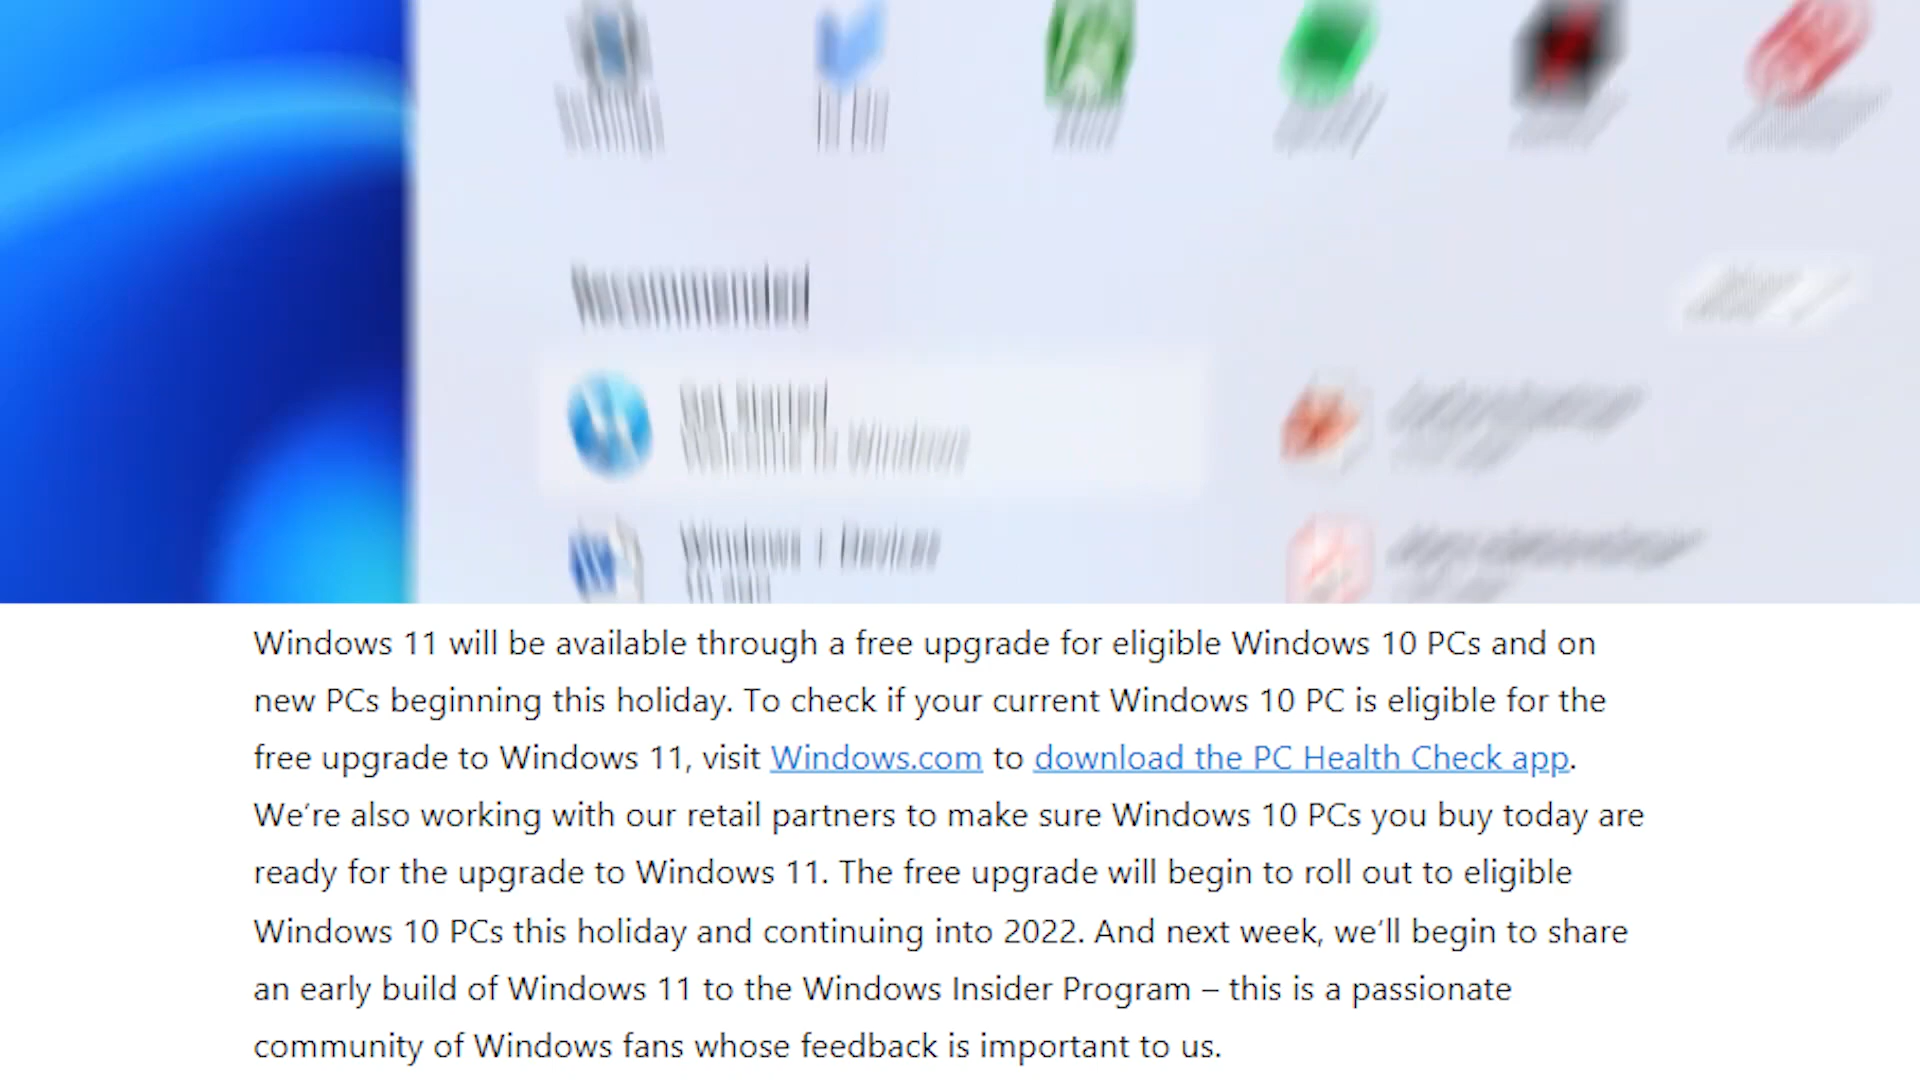 Windows 11 will be available through a free upgrade for eligible Windows 10 PCs and on
new PCs beginning this holiday. To check if your current Windows 10 PC is eligible for the
free upgrade to Windows 11, visit Windows.com to download the PC Health Check app.
We’re also working with our retail partners to make sure Windows 10 PCs you buy today are
ready for the upgrade to Windows 11. The free upgrade will begin to roll out to eligible
Windows 10 PCs this holiday and continuing into 2022. And next week, we’ll begin to share
an early build of Windows 11 to the Windows Insider Program – this is a passionate
community of Windows fans whose feedback is important to us.